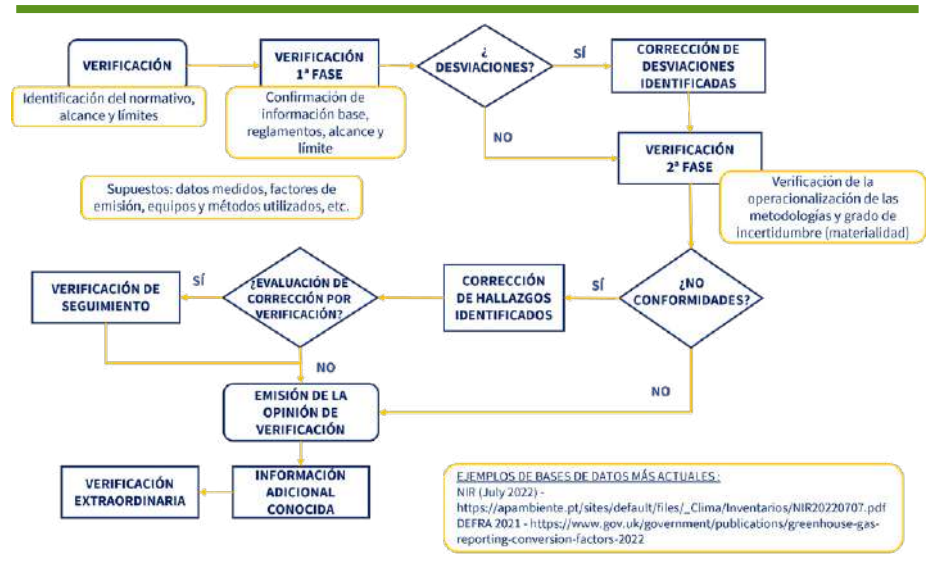 VERIFICACIÓN
Identificación del normativo,
alcance y límites
VERIFICACIÓN
1ª FASE
Confirmación de
información base,
reglamentos, alcance y
límite
¿
DESVIACIONES?
SÍ
CORRECCIÓN DE
DESVIACIONES
IDENTIFICADAS
NO
VERIFICACIÓN
2ª FASE
Verificación de la
operacionalización de las
metodologías y grado de
incertidumbre (materialidad)
Supuestos: datos medidos, factores de
emisión, equipos y métodos utilizados, etc.
¿NO
CONFORMIDADES?
SÍ
CORRECCIÓN
DE HALLAZGOS
IDENTIFICADOS
¿EVALUACIÓN DE
CORRECCIÓN POR
VERIFICACIÓN?
SÍ
VERIFICACIÓN DE
SEGUIMIENTO
NO
NO
EMISIÓN DE LA
OPINIÓN DE
VERIFICACIÓN
INFORMACIÓN
ADICIONAL
CONOCIDA
VERIFICACIÓN
EXTRAORDINARIA
EJEMPLOS DE BASES DE DATOS MÁS ACTUALES :
NIR (July 2022) -
https://apambiente.pt/sites/default/files/_Clima/Inventarios/NIR20220707.pdf
DEFRA 2021 - https://www.gov.uk/government/publications/greenhouse-gas-
reporting-conversion-factors-2022